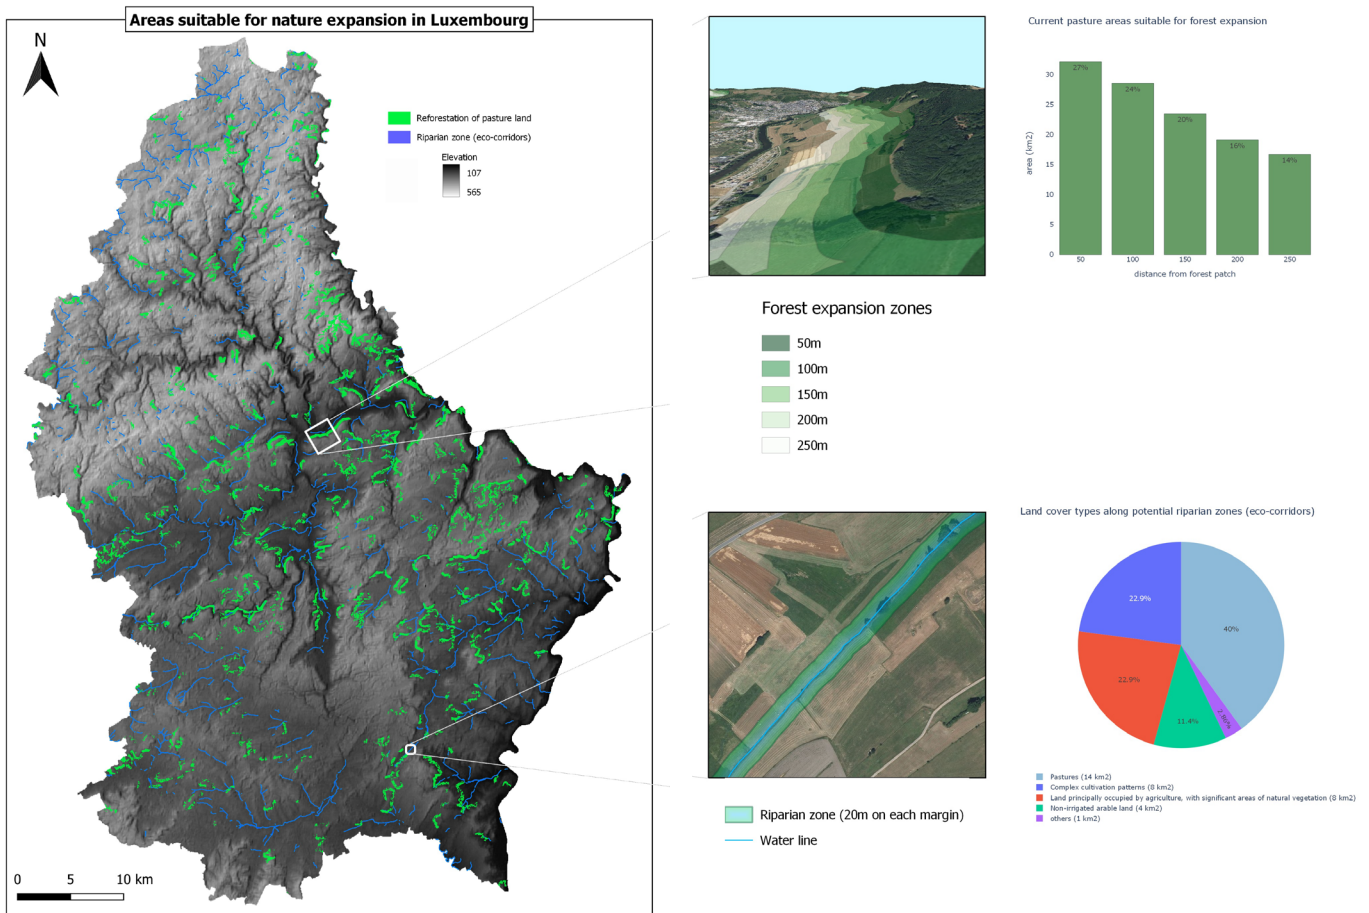 Areas suitable for nature expansion in Luxembourg
N
Reforestation of pasture land
Riparian zone (eco-corridors)
Elevation
107
565
0 5 10 km
Forest expansion zones
50m
100m
150m
200m
250m
Current pasture areas suitable for forest expansion
area (km2)
30
25
20
15
10
5
0
27%
24%
20%
16%
14%
50 100 150 200 250
distance from forest patch
Riparian zone (20m on each margin)
Water line
Land cover types along potential riparian zones (eco-corridors)
22.9%
40%
22.9%
11.4%
2.86%
Pastures (14 km2)
Complex cultivation patterns (8 km2)
Land principally occupied by agriculture, with significant areas of natural vegetation (8 km2)
Non-irrigated arable land (4 km2)
others (1 km2)